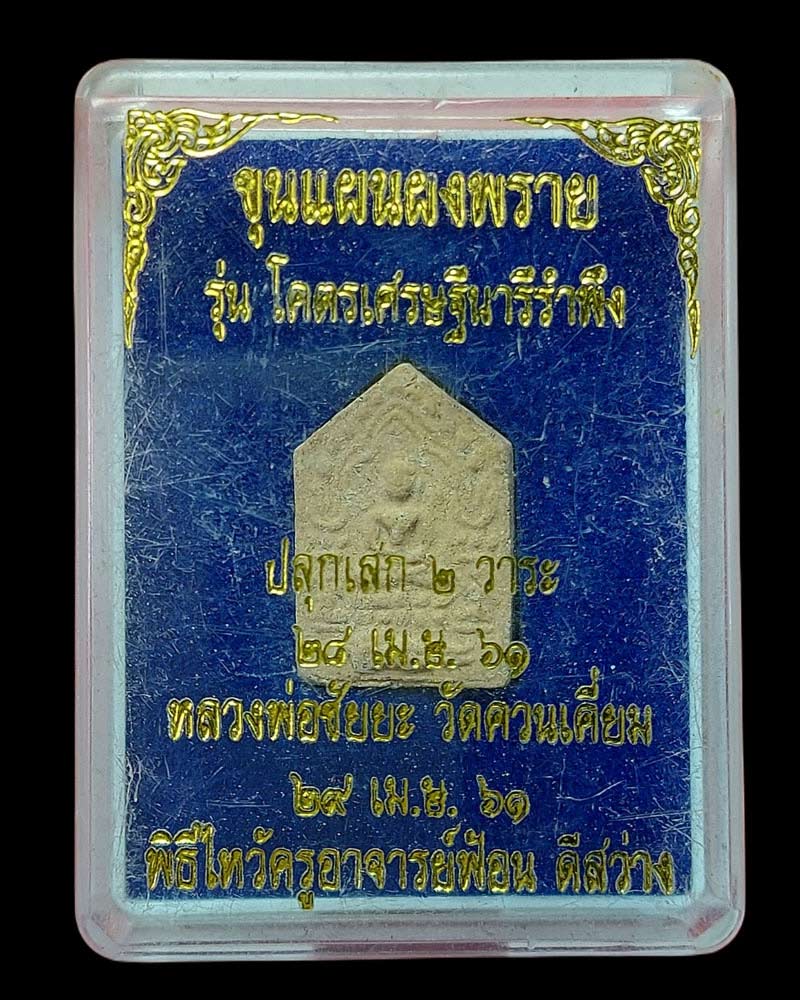 ขุนแผนผงพราย
รุ่น โคตรเศรษฐีนารีรำพึง
ปลุกเสก ๒ วาระ
๒๘ เม.ย. ๖๑
หลวงพ่อชัยยะ วัดควนเคี่ยม
๒๙ เม.ย. ๖๑
พิธีไหว้ครูอาจารย์ฟ้อน ดีสว่าง